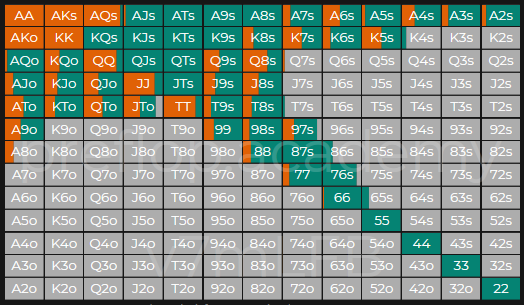 AA AKs AQs AJs ATs A9s A8s A7s A6s A5s A4s A3s A2s
AKo KK KQs KJs KTs K9s K8s K7s K6s K5s K4s K3s K2s
AQo KQo QQ QJs QTs Q9s Q8s Q7s Q6s Q5s Q4s Q3s Q2s
AJo KJo QJo JJ JTs J9s J8s J7s J6s J5s J4s J3s J2s
ATo KTo QTo JTo TT T9s T8s T7s T6s T5s T4s T3s T2s
A9o K9o Q9o J9o T9o 99 98s 97s 96s 95s 94s 93s 92s
A8o K8o Q8o J8o T8o 98o 88 87s 86s 85s 84s 83s 82s
A7o K7o Q7o J7o T7o 97o 87o 77 76s 75s 74s 73s 72s
A6o K6o Q6o J6o T6o 96o 86o 76o 66 65s 64s 63s 62s
A5o K5o Q5o J5o T5o 95o 85o 75o 65o 55 54s 53s 52s
A4o K4o Q4o J4o T4o 94o 84o 74o 64o 54o 44 43s 42s
A3o K3o Q3o J3o T3o 93o 83o 73o 63o 53o 43o 33 32s
A2o K2o Q2o J2o T2o 92o 82o 72o 62o 52o 42o 32o 22